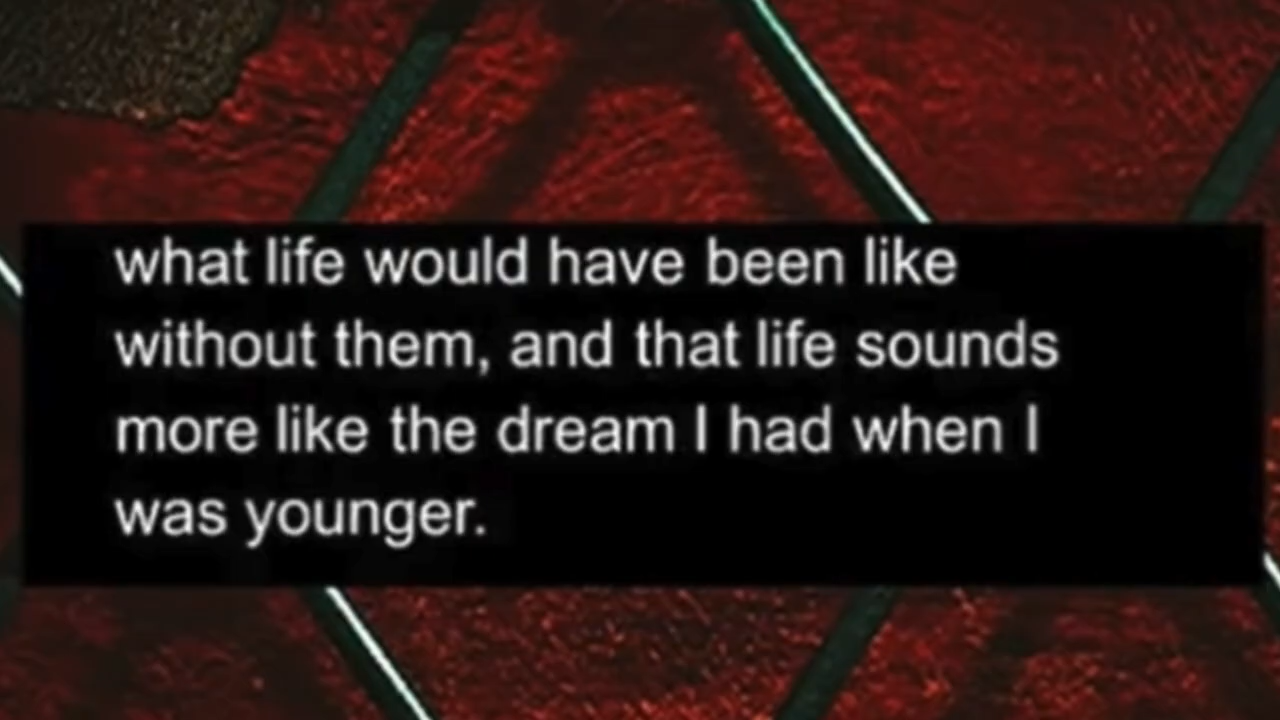 what life would have been like
without them, and that life sounds
more like the dream I had when I
was younger.